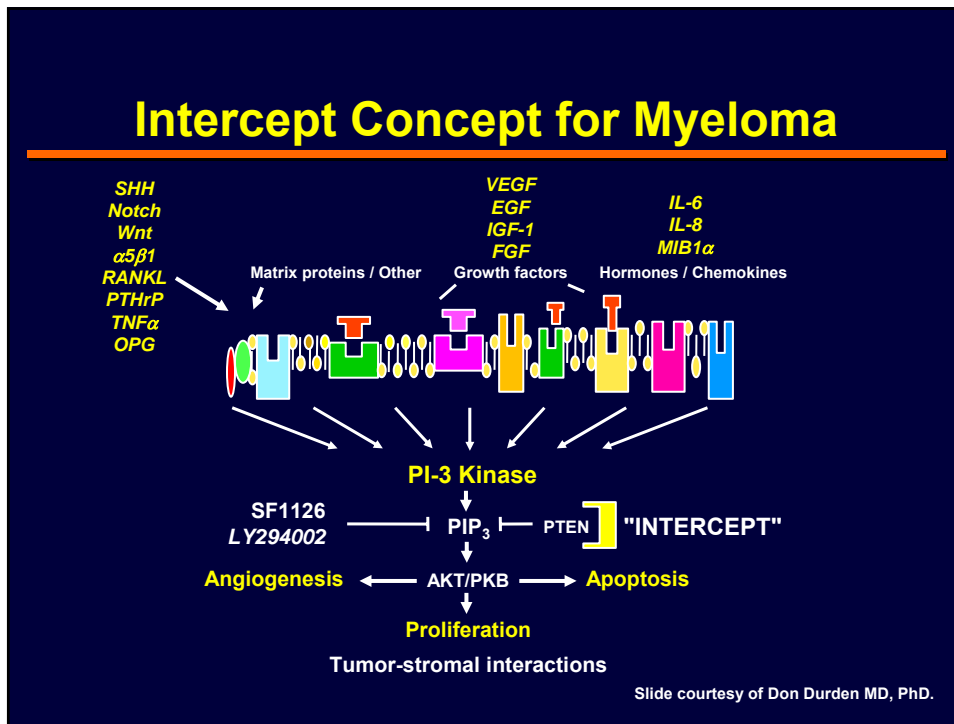 Intercept Concept for Myeloma
SHH
Notch
Wnt
α5β1
RANKL
PTHrP
TNFα
OPG
Matrix proteins / Other
VEGF
EGF
IGF-1
FGF
Growth factors
IL-6
IL-8
MIB1α
Hormones / Chemokines
PI-3 Kinase
SF1126
LY294002
PIP₃
PTEN
"INTERCEPT"
Angiogenesis
AKT/PKB
Apoptosis
Proliferation
Tumor-stromal interactions
Slide courtesy of Don Durden MD, PhD.